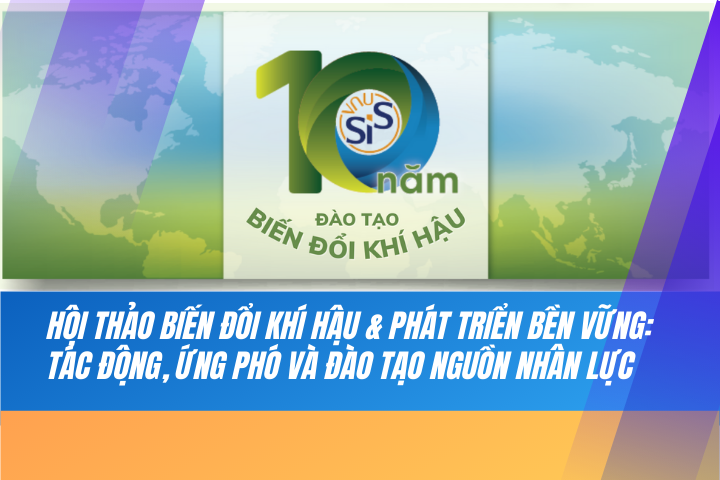 10
VNU
SiS
năm
ĐÀO TẠO
BIẾN ĐỔI KHÍ HẬU
HỘI THẢO BIẾN ĐỔI KHÍ HẬU & PHÁT TRIỂN BỀN VỮNG:
TÁC ĐỘNG, ỨNG PHÓ VÀ ĐÀO TẠO NGUỒN NHÂN LỰC